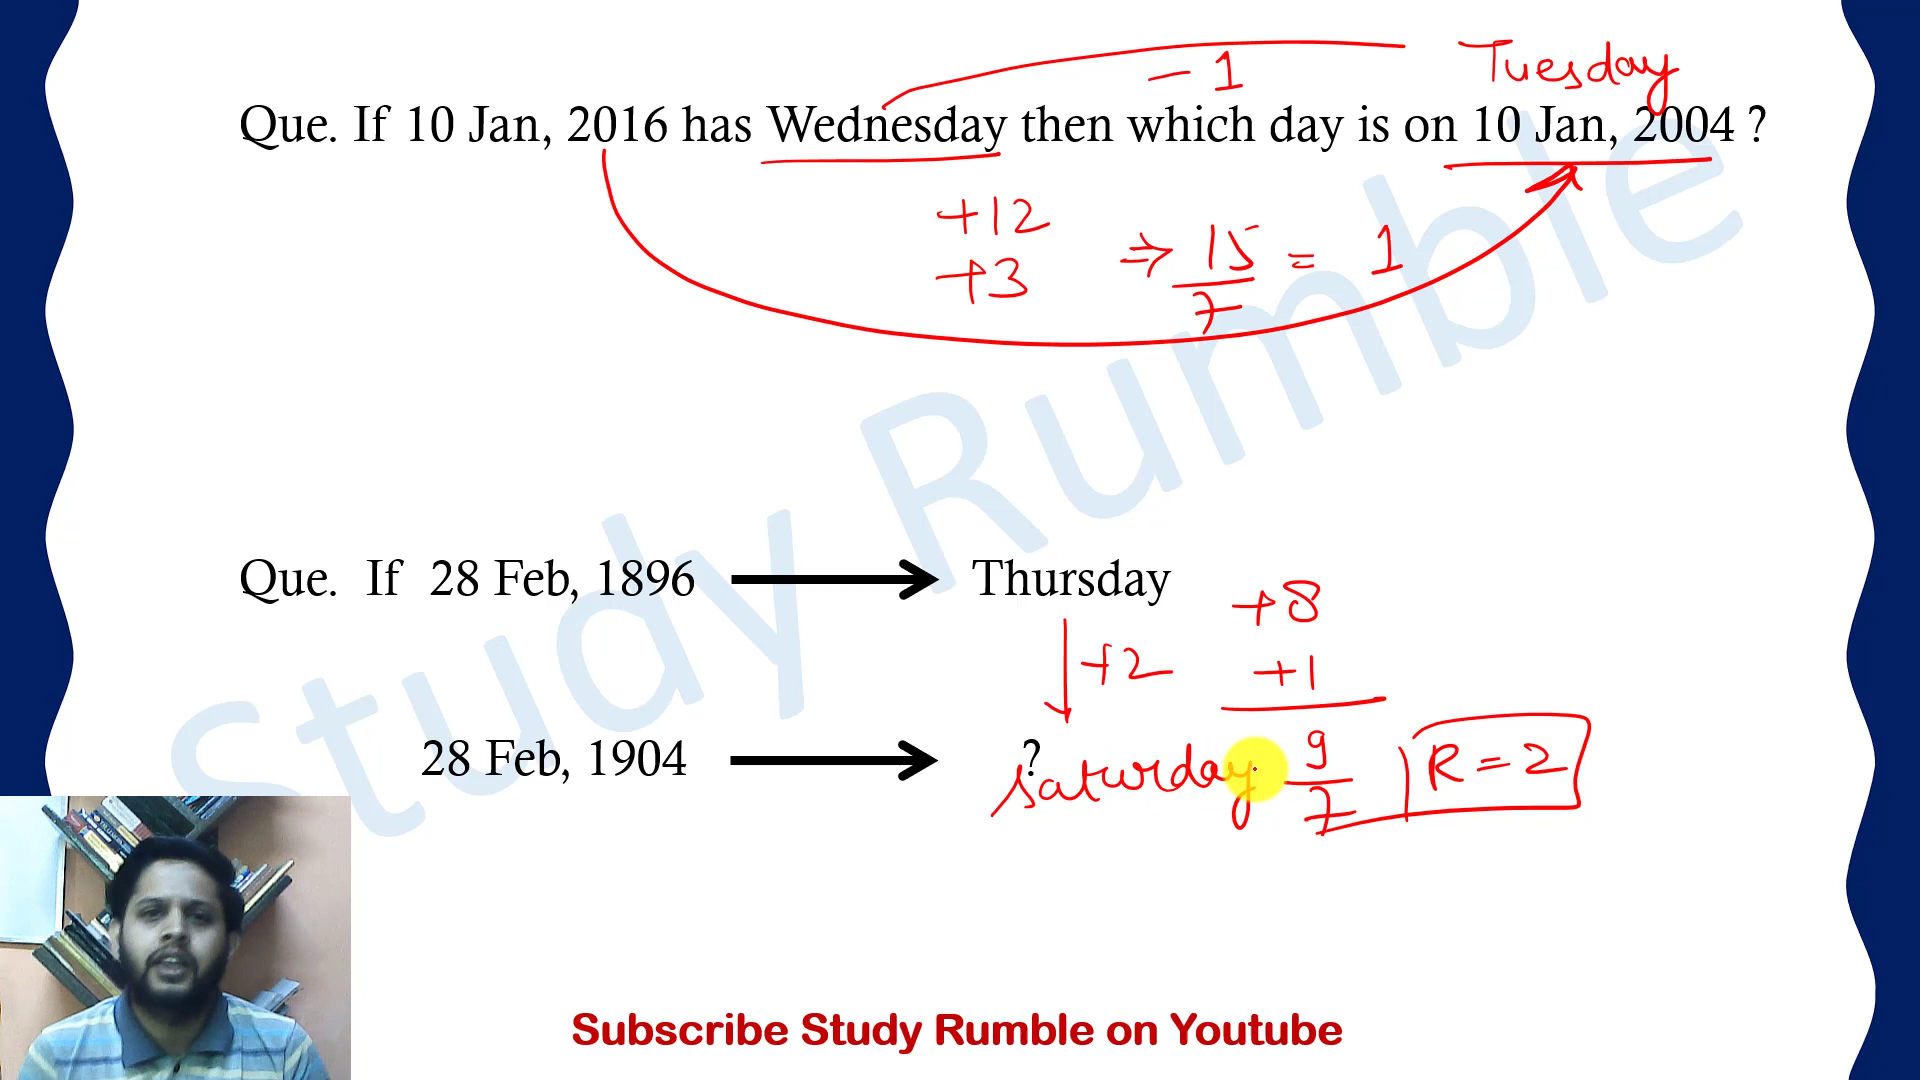 - 1 Tuesday
Que. If 10 Jan, 2016 has Wednesday then which day is on 10 Jan, 2004 ?
+12
+3 ⇒ 15/7 = 1
Que. If 28 Feb, 1896 → Thursday
+8
+2 +1
28 Feb, 1904 → ?
Saturday 9/7 R = 2
Study Rumble
Subscribe Study Rumble on Youtube